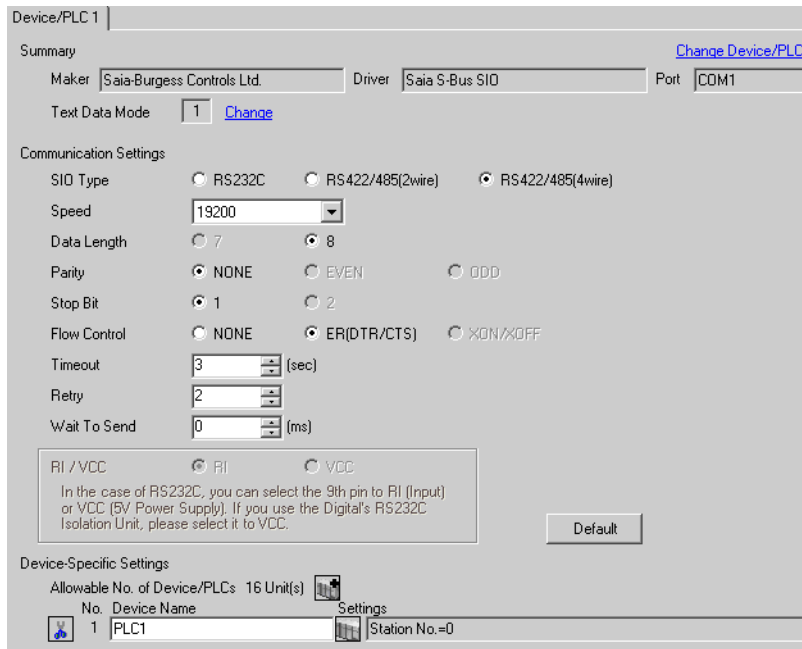 Device/PLC 1
Summary Change Device/PLC
Maker Saia-Burgess Controls Ltd. Driver Saia S-Bus SIO Port COM1
Text Data Mode 1 Change
Communication Settings
SIO Type RS232C RS422/485(2wire) RS422/485(4wire)
Speed 19200
Data Length 7 8
Parity NONE EVEN ODD
Stop Bit 1 2
Flow Control NONE ER(DTR/CTS) XON/XOFF
Timeout 3 (sec)
Retry 2
Wait To Send 0 (ms)
RI / VCC RI VCC
In the case of RS232C, you can select the 9th pin to RI (Input)
or VCC (5V Power Supply). If you use the Digital's RS232C
Isolation Unit, please select it to VCC.
Default
Device-Specific Settings
Allowable No. of Device/PLCs 16 Unit(s)
No. Device Name Settings
1 PLC1 Station No.=0